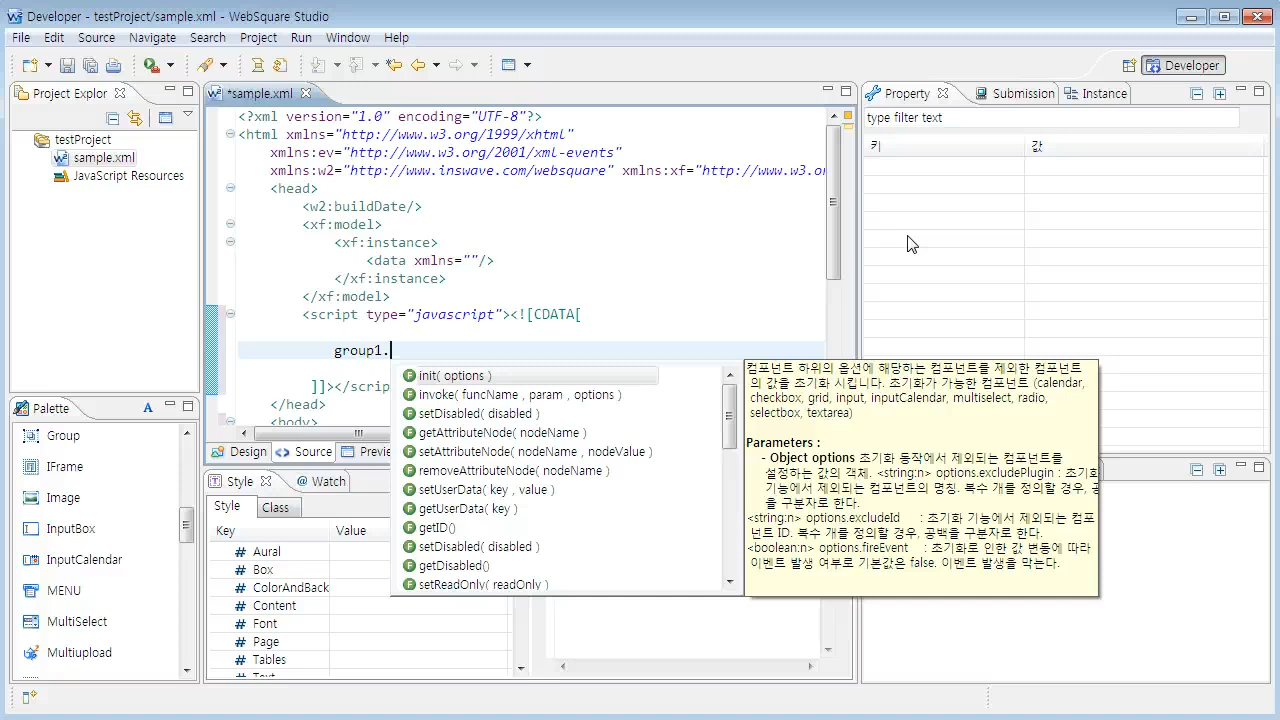 Developer - testProject/sample.xml - WebSquare Studio
File Edit Source Navigate Search Project Run Window Help
Developer
Project Explor
testProject
sample.xml
JavaScript Resources
*sample.xml
<?xml version="1.0" encoding="UTF-8"?>
<html xmlns="http://www.w3.org/1999/xhtml"
xmlns:ev="http://www.w3.org/2001/xml-events"
xmlns:w2="http://www.inswave.com/websquare" xmlns:xf="http://www.w3.or
<head>
<w2:buildDate/>
<xf:model>
<xf:instance>
<data xmlns=""/>
</xf:instance>
</xf:model>
<script type="javascript"><![CDATA[
group1.
]]></scrip
</head>
<body>
Design Source Previe
init( options )
invoke( funcName , param , options )
setDisabled( disabled )
getAttributeNode( nodeName )
setAttributeNode( nodeName , nodeValue )
removeAttributeNode( nodeName )
setUserData( key , value )
getUserData( key )
getID()
setDisabled( disabled )
getDisabled()
setReadOnly( readOnly )
컴포넌트 하위의 옵션에 해당하는 컴포넌트를 제외한 컴포넌트
의 값을 초기화 시킵니다. 초기화가 가능한 컴포넌트 (calendar,
checkbox, grid, input, inputCalendar, multiselect, radio,
selectbox, textarea)
Parameters :
- Object options 초기화 동작에서 제외되는 컴포넌트를
설정하는 값의 객체. <string:n> options.excludePlugin : 초기화
기능에서 제외되는 컴포넌트의 명칭. 복수 개를 정의할 경우, 공
을 구분자로 한다.
<string:n> options.excludeId : 초기화 기능에서 제외되는 컴포
넌트 ID. 복수 개를 정의할 경우, 공백을 구분자로 한다.
<boolean:n> options.fireEvent : 초기화로 인한 값 변동에 따라
이벤트 발생 여부로 기본값은 false. 이벤트 발생을 막는다.
Property Submission Instance
type filter text
키 값
Palette
A
Group
IFrame
Image
InputBox
InputCalendar
MENU
MultiSelect
Multiupload
Style Watch
Style Class
Key Value
# Aural
# Box
# ColorAndBack
# Content
# Font
# Page
# Tables